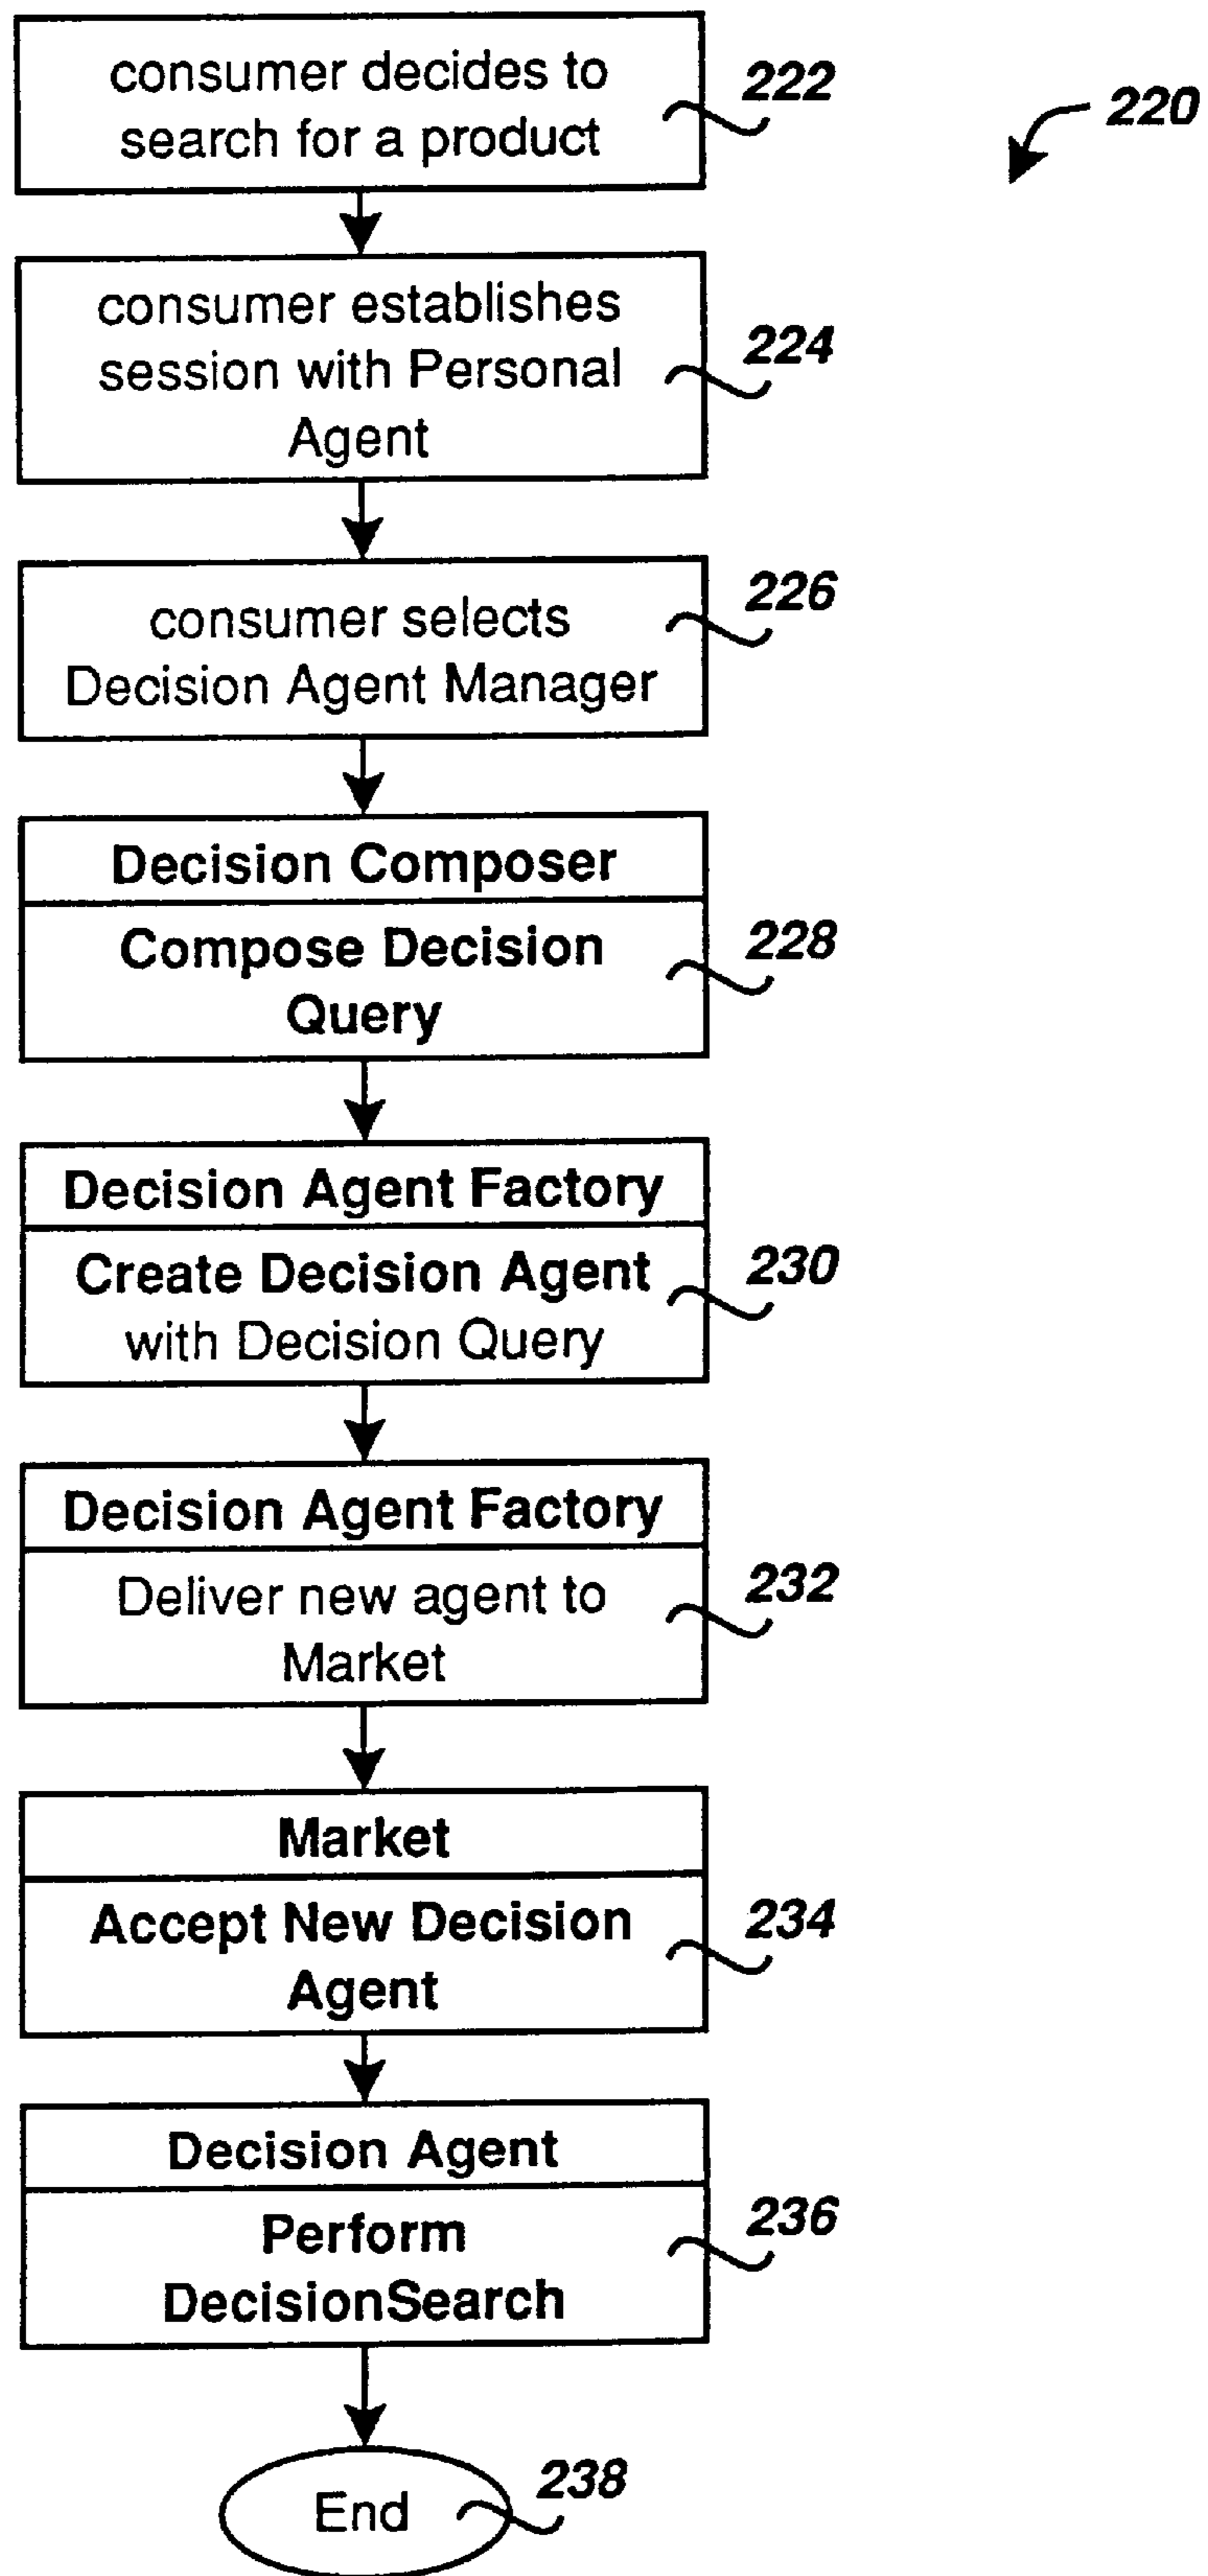 consumer decides to
search for a product
222
220
consumer establishes
session with Personal
Agent
224
consumer selects
Decision Agent Manager
226
Decision Composer
Compose Decision
Query
228
Decision Agent Factory
Create Decision Agent
with Decision Query
230
Decision Agent Factory
Deliver new agent to
Market
232
Market
Accept New Decision
Agent
234
Decision Agent
Perform
DecisionSearch
236
End
238